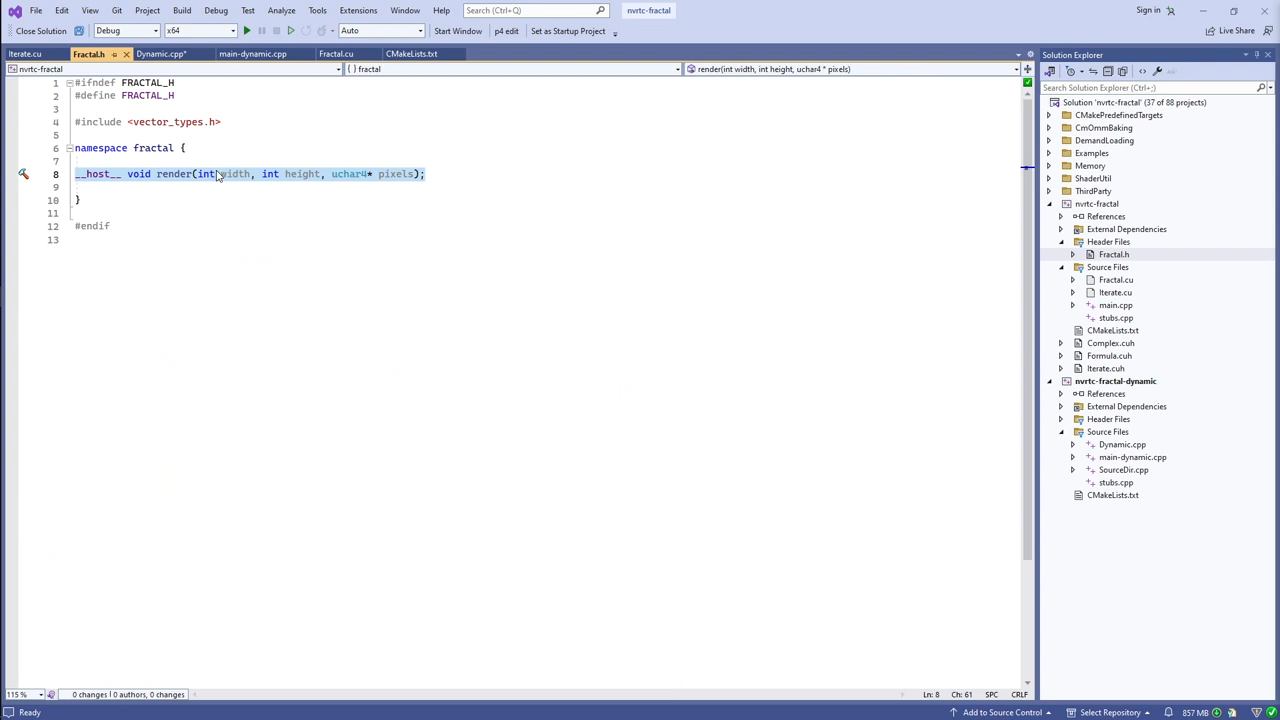 File Edit View Git Project Build Debug Test Analyze Tools Extensions Window Help Search (Ctrl+Q) nvrtc-fractal Sign in
Close Solution Debug x64 Auto Start Window p4 edit Set as Startup Project Live Share
Iterate.cu Fractal.h Dynamic.cpp* main-dynamic.cpp Fractal.cu CMakeLists.txt
nvrtc-fractal { } fractal render(int width, int height, uchar4 * pixels)
1 #ifndef FRACTAL_H
2 #define FRACTAL_H
3
4 #include <vector_types.h>
5
6 namespace fractal {
7
8 __host__ void render(int width, int height, uchar4* pixels);
9
10 }
11
12 #endif
13
115 % 0 changes | 0 authors, 0 changes Ln: 8 Ch: 61 SPC CRLF
Solution Explorer
Search Solution Explorer (Ctrl+;)
Solution 'nvrtc-fractal' (37 of 88 projects)
CMakePredefinedTargets
CmOmmBaking
DemandLoading
Examples
Memory
ShaderUtil
ThirdParty
nvrtc-fractal
References
External Dependencies
Header Files
Fractal.h
Source Files
Fractal.cu
Iterate.cu
main.cpp
stubs.cpp
CMakeLists.txt
Complex.cuh
Formula.cuh
Iterate.cuh
nvrtc-fractal-dynamic
References
External Dependencies
Header Files
Source Files
Dynamic.cpp
main-dynamic.cpp
SourceDir.cpp
stubs.cpp
CMakeLists.txt
Ready Add to Source Control Select Repository 857 MB